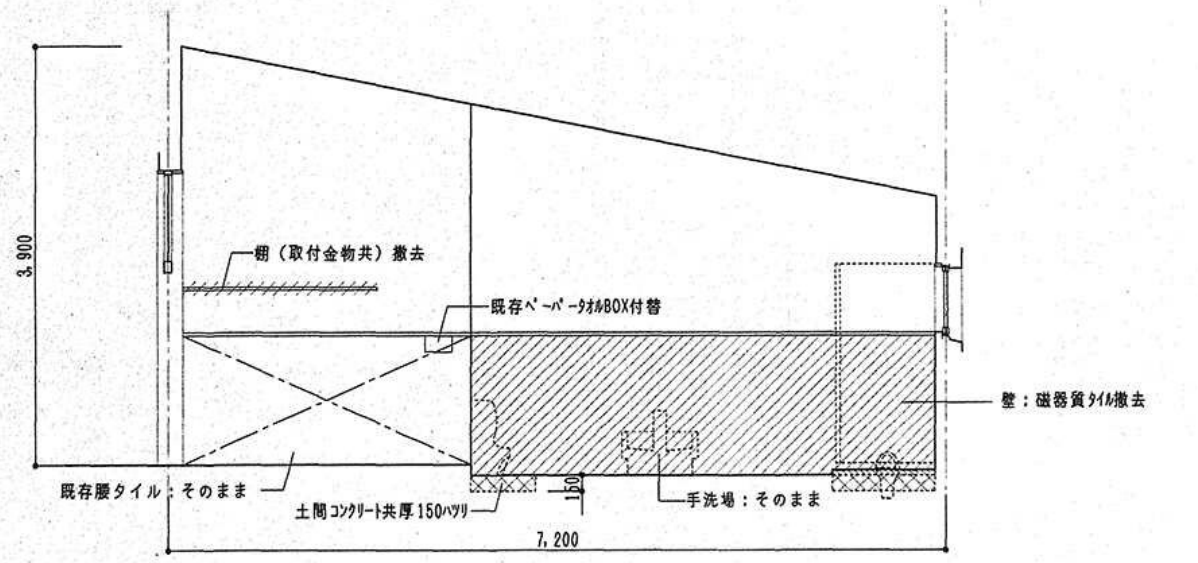 3,900
棚（取付金物共）撤去
既存ペーパータオルBOX付替
壁：磁器質タイル撤去
既存腰タイル：そのまま
土間コンクリート共厚150ハツリ
150
手洗場：そのまま
7,200